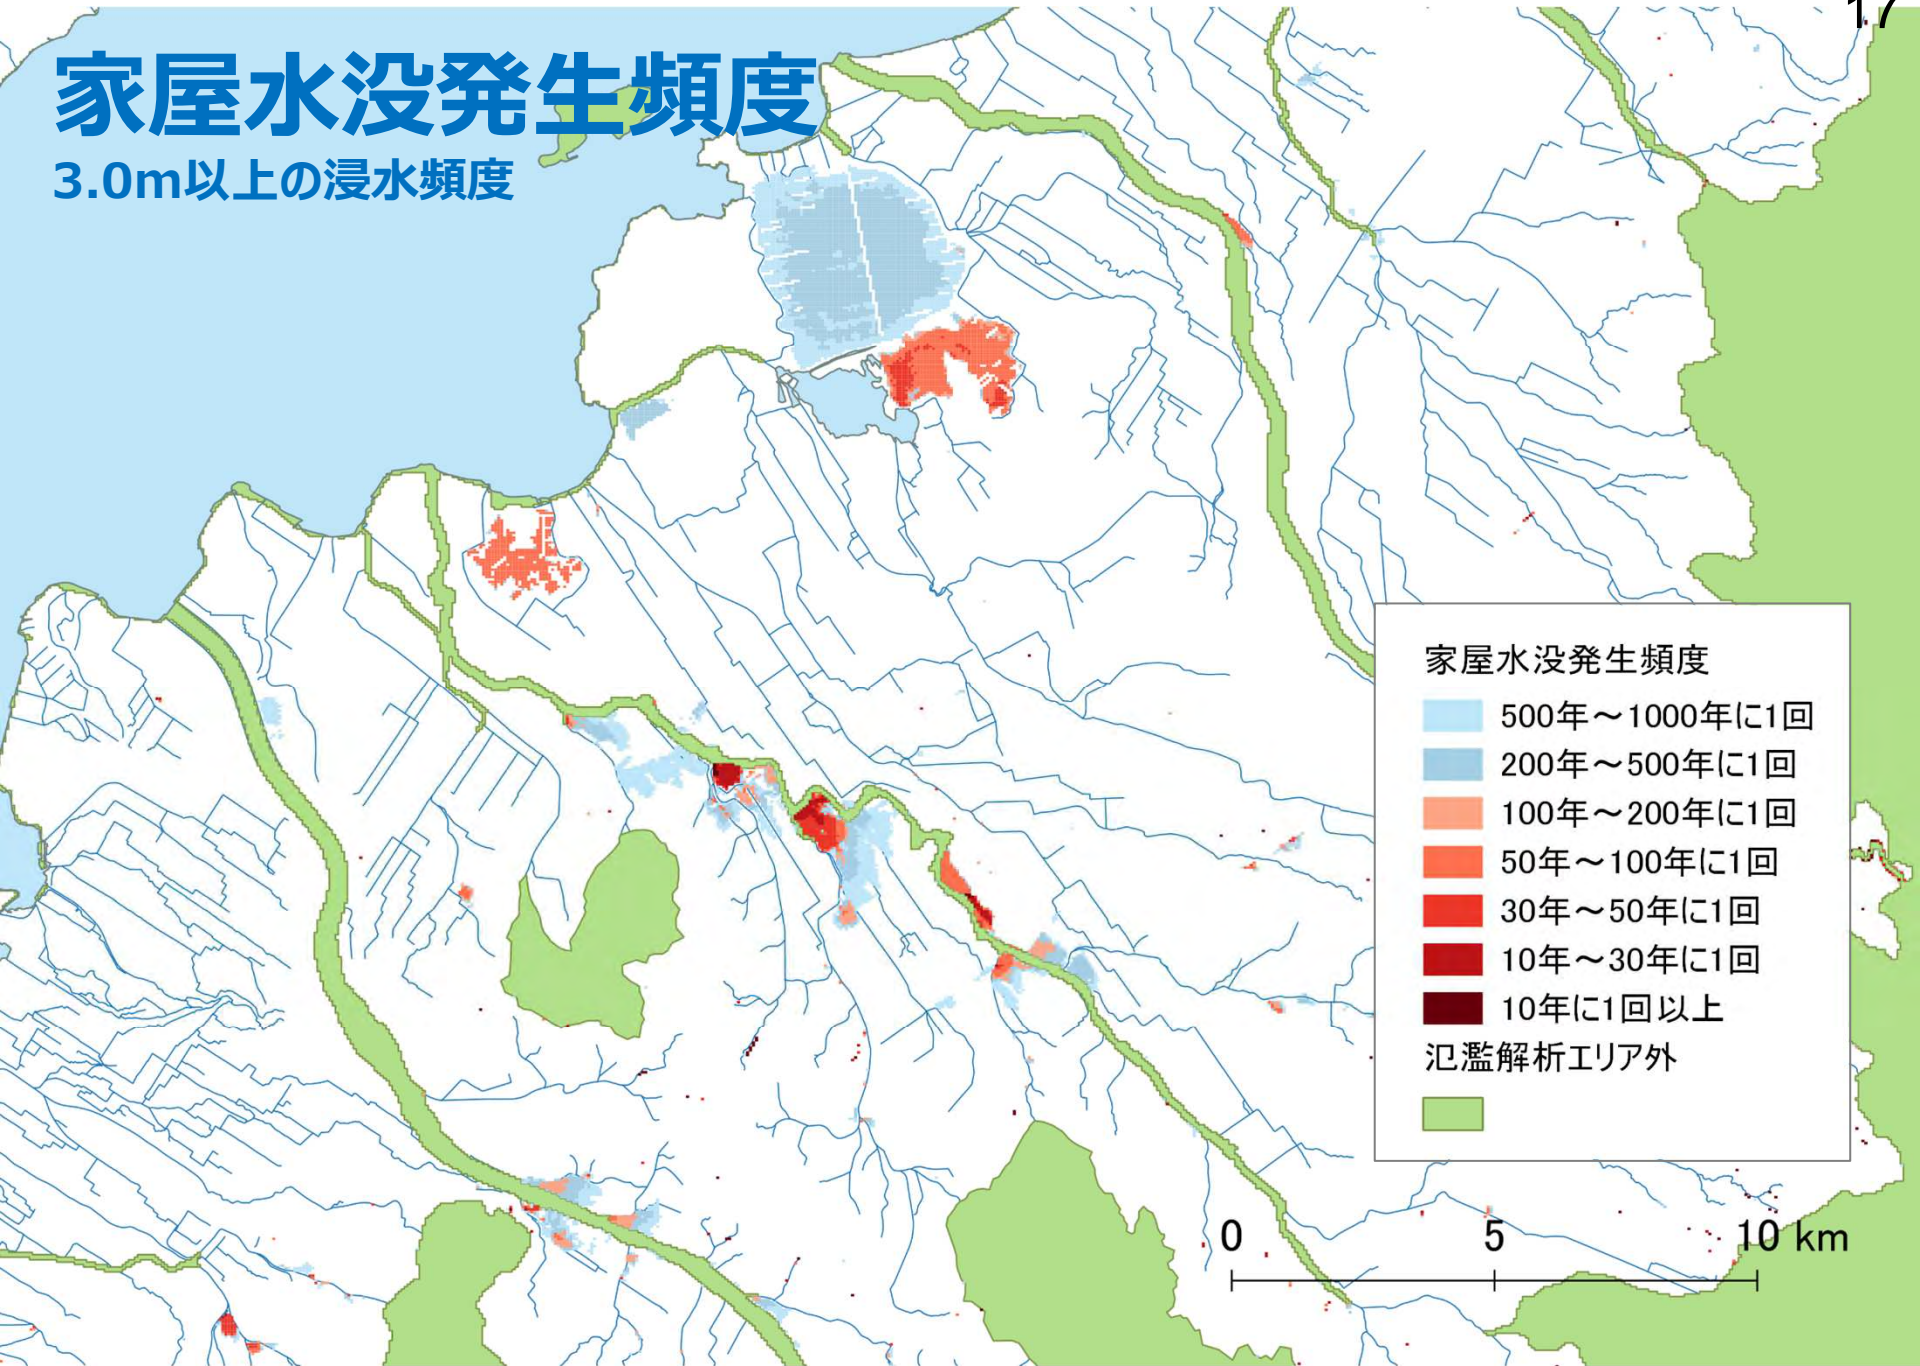 17
家屋水没発生頻度
3.0m以上の浸水頻度
家屋水没発生頻度
500年～1000年に1回
200年～500年に1回
100年～200年に1回
50年～100年に1回
30年～50年に1回
10年～30年に1回
10年に1回以上
氾濫解析エリア外
0 5 10 km